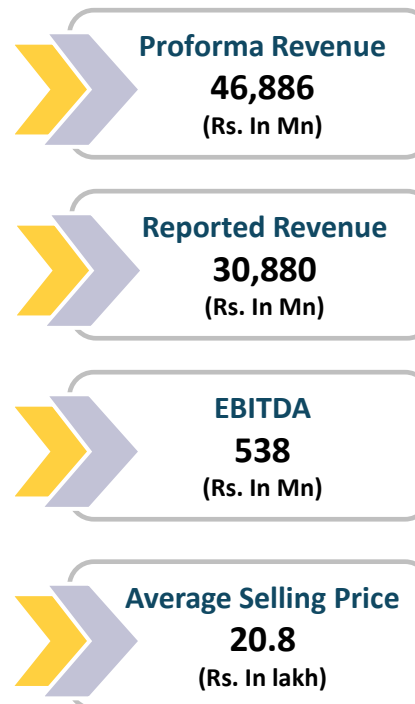 Proforma Revenue
46,886
(Rs. In Mn)
Reported Revenue
30,880
(Rs. In Mn)
EBITDA
538
(Rs. In Mn)
Average Selling Price
20.8
(Rs. In lakh)